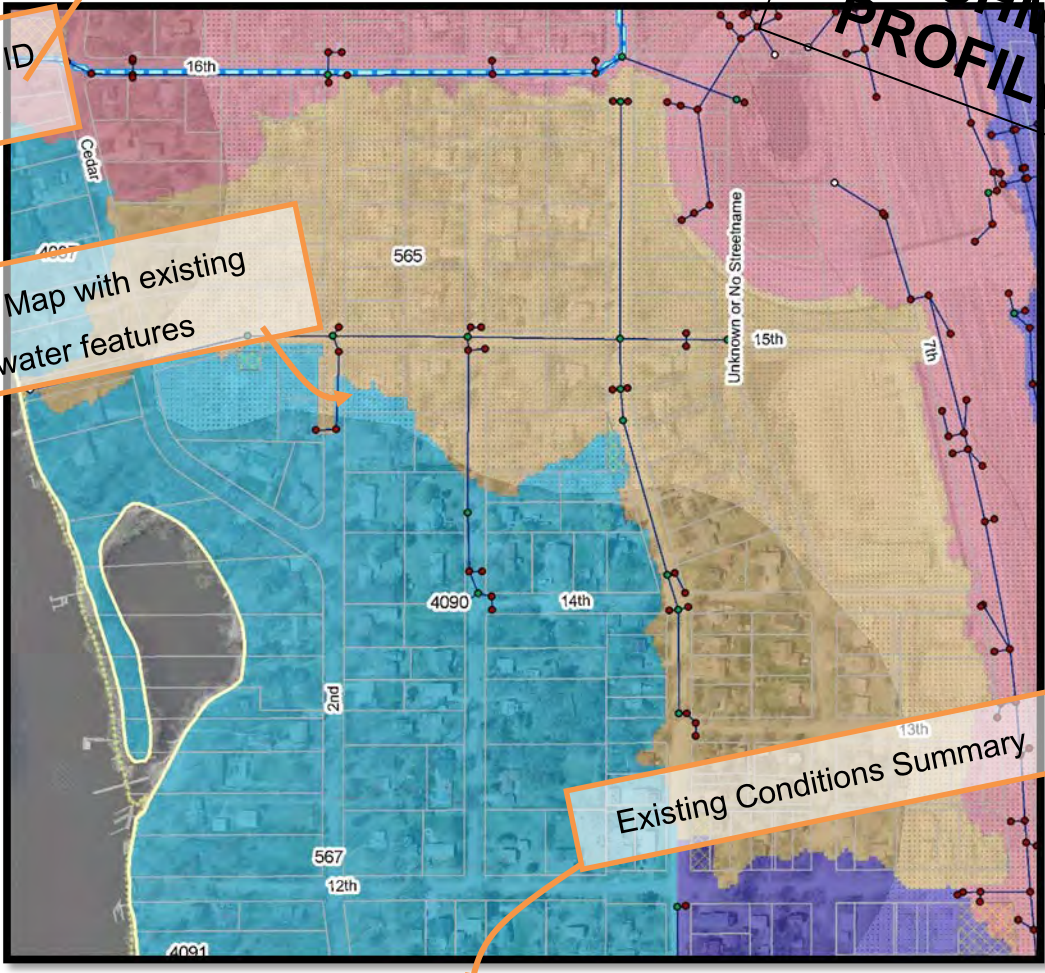 ID
PROFIL
16th
Cedar
4087
Map with existing
water features
565
Unknown or No Streetname
15th
7th
4090
14th
2nd
13th
Existing Conditions Summary
567
12th
4091